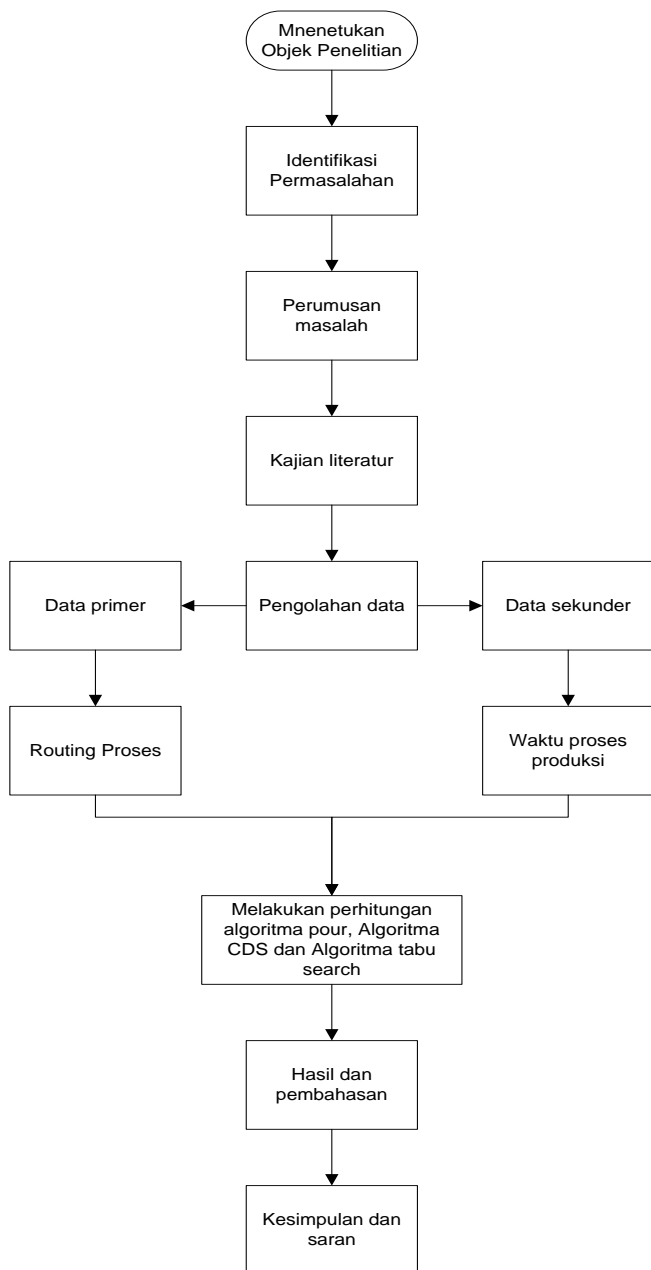 Mnenetukan
Objek Penelitian
Identifikasi
Permasalahan
Perumusan
masalah
Kajian literatur
Data primer
Pengolahan data
Data sekunder
Routing Proses
Waktu proses
produksi
Melakukan perhitungan
algoritma pour, Algoritma
CDS dan Algoritma tabu
search
Hasil dan
pembahasan
Kesimpulan dan
saran